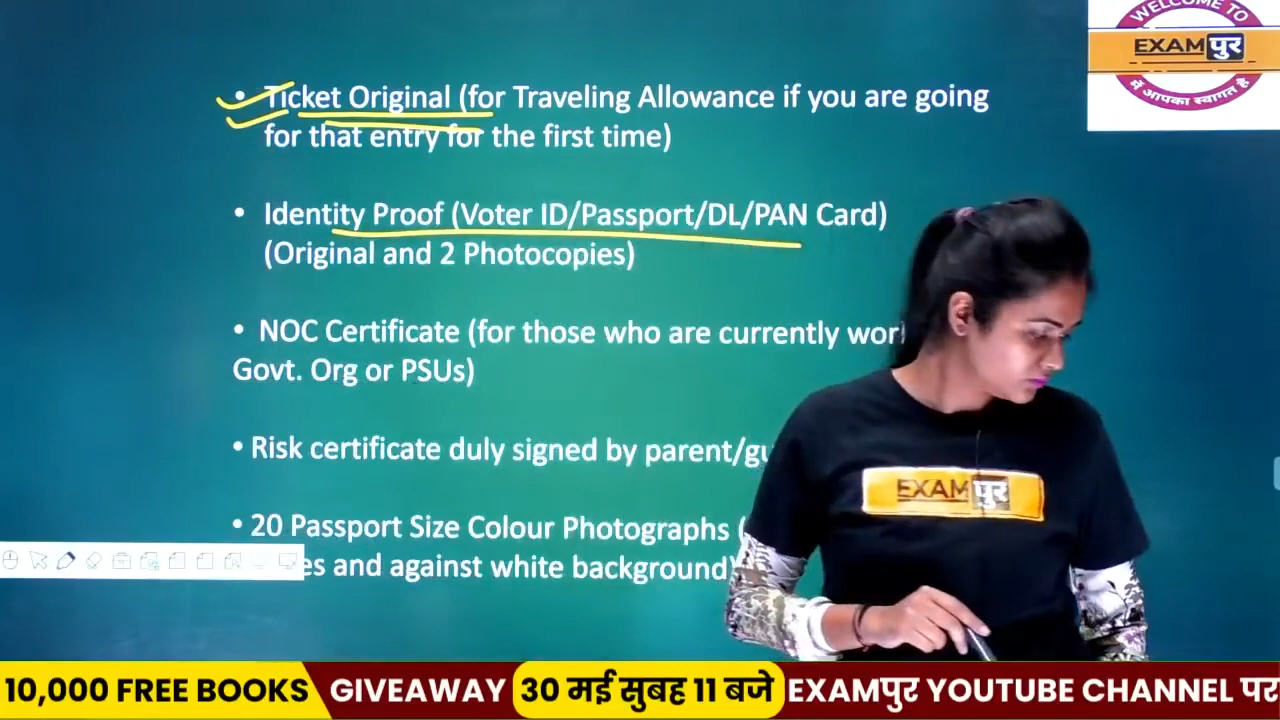 WELCOME TO
EXAMपुर
में आपका स्वागत है
• Ticket Original (for Traveling Allowance if you are going
for that entry for the first time)
• Identity Proof (Voter ID/Passport/DL/PAN Card)
(Original and 2 Photocopies)
• NOC Certificate (for those who are currently
Govt. Org or PSUs)
• Risk certificate duly signed by parent/
• 20 Passport Size Colour Photographs (
and against white background)
EXAMपुर
10,000 FREE BOOKS GIVEAWAY 30 मई सुबह 11 बजे EXAMपुर YOUTUBE CHANNEL पर